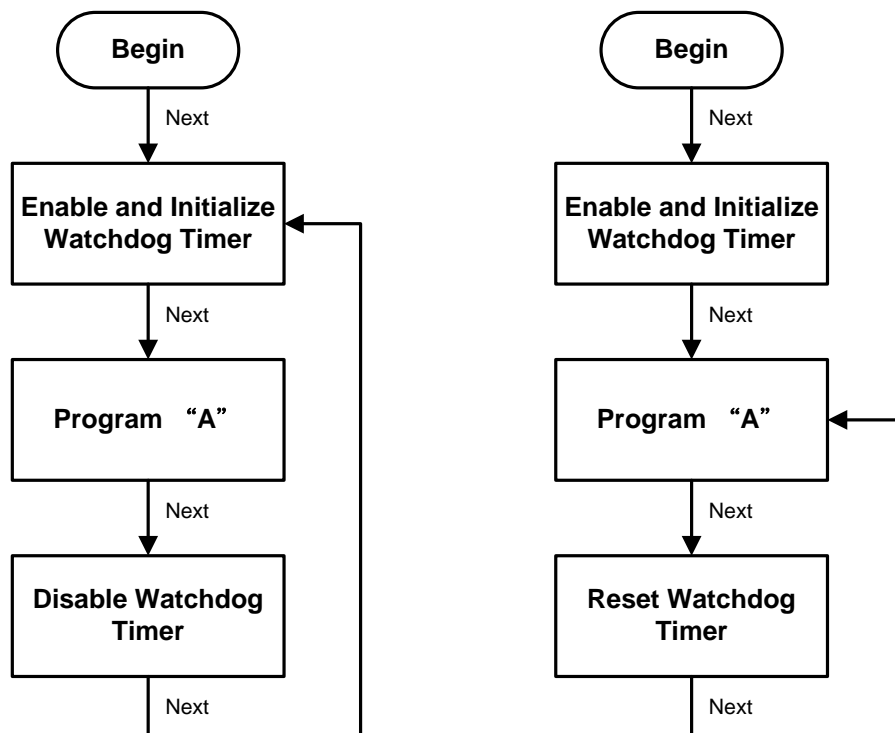 Begin
Next
Enable and Initialize
Watchdog Timer
Next
Program “A”
Next
Disable Watchdog
Timer
Next
Begin
Next
Enable and Initialize
Watchdog Timer
Next
Program “A”
Next
Reset Watchdog
Timer
Next